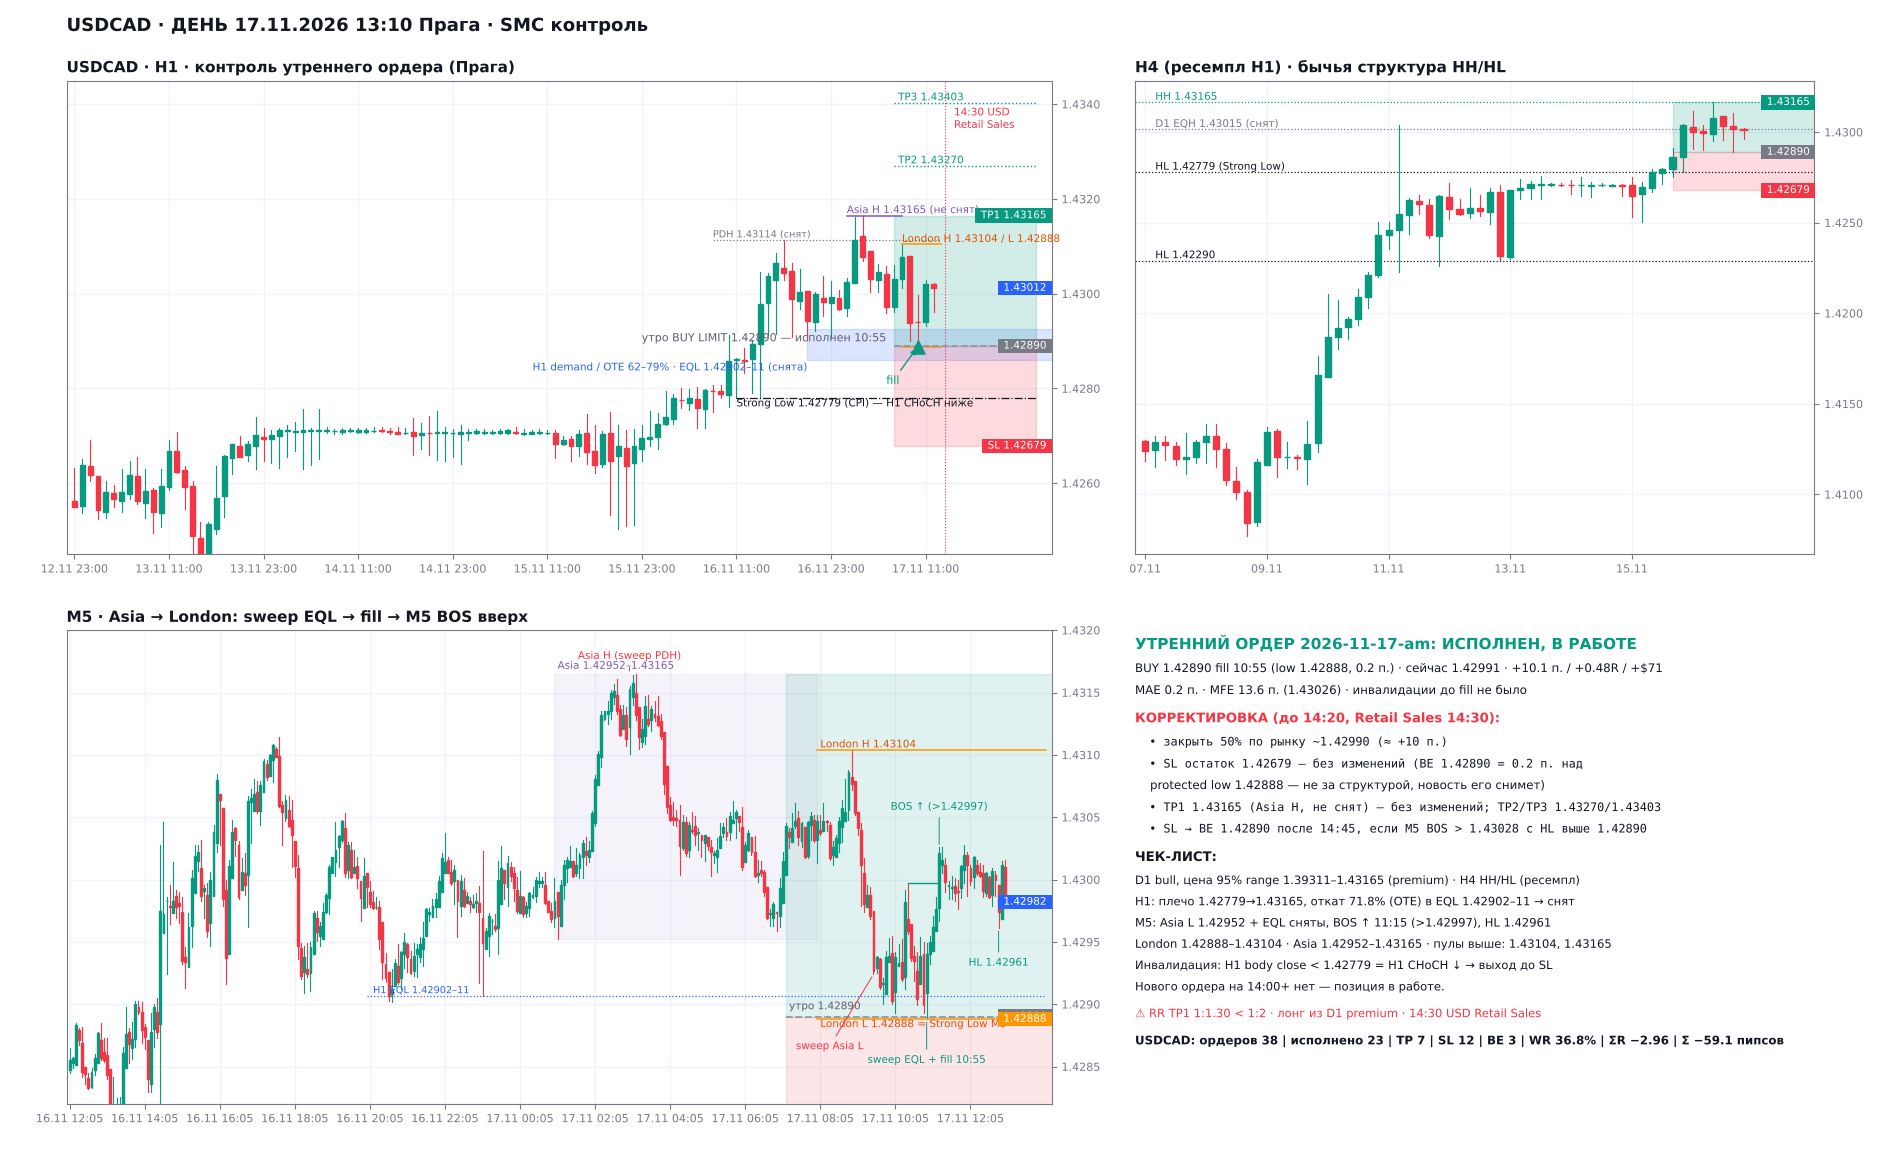 USDCAD · ДЕНЬ 17.11.2026 13:10 Прага · SMC контроль
USDCAD · H1 · контроль утреннего ордера (Прага)
TP3 1.43403
14:30 USD
Retail Sales
TP2 1.43270
Asia H 1.43165 (не снят)
TP1 1.43165
PDH 1.43114 (снят)
London H 1.43104 / L 1.42888
1.43012
утро BUY LIMIT 1.42890 — исполнен 10:55
1.42890
H1 demand / OTE 62–79% · EQL 1.42902–11 (снята)
fill
Strong Low 1.42779 (CPI) — H1 CHoCH ниже
SL 1.42679
1.4340
1.4320
1.4300
1.4280
1.4260
12.11 23:00
13.11 11:00
13.11 23:00
14.11 11:00
14.11 23:00
15.11 11:00
15.11 23:00
16.11 11:00
16.11 23:00
17.11 11:00
H4 (ресемпл H1) · бычья структура HH/HL
HH 1.43165
1.43165
D1 EQH 1.43015 (снят)
1.42890
HL 1.42779 (Strong Low)
1.42679
HL 1.42290
1.4300
1.4250
1.4200
1.4150
1.4100
07.11
09.11
11.11
13.11
15.11
M5 · Asia → London: sweep EQL → fill → M5 BOS вверх
Asia H (sweep PDH)
Asia 1.42952–1.43165
London H 1.43104
BOS ↑ (>1.42997)
1.42982
HL 1.42961
H1 EQL 1.42902–11
утро 1.42890
London L 1.42888 = Strong Low M5
1.42888
sweep Asia L
sweep EQL + fill 10:55
1.4320
1.4315
1.4310
1.4305
1.4300
1.4295
1.4290
1.4285
16.11 12:05
16.11 14:05
16.11 16:05
16.11 18:05
16.11 20:05
16.11 22:05
17.11 00:05
17.11 02:05
17.11 04:05
17.11 06:05
17.11 08:05
17.11 10:05
17.11 12:05
УТРЕННИЙ ОРДЕР 2026-11-17-am: ИСПОЛНЕН, В РАБОТЕ
BUY 1.42890 fill 10:55 (low 1.42888, 0.2 п.) · сейчас 1.42991 · +10.1 п. / +0.48R / +$71
MAE 0.2 п. · MFE 13.6 п. (1.43026) · инвалидации до fill не было
КОРРЕКТИРОВКА (до 14:20, Retail Sales 14:30):
• закрыть 50% по рынку ~1.42990 (≈ +10 п.)
• SL остаток 1.42679 — без изменений (BE 1.42890 = 0.2 п. над
protected low 1.42888 — не за структурой, новость его снимет)
• TP1 1.43165 (Asia H, не снят) — без изменений; TP2/TP3 1.43270/1.43403
• SL → BE 1.42890 после 14:45, если M5 BOS > 1.43028 с HL выше 1.42890
ЧЕК-ЛИСТ:
D1 bull, цена 95% range 1.39311–1.43165 (premium) · H4 HH/HL (ресемпл)
H1: плечо 1.42779→1.43165, откат 71.8% (OTE) в EQL 1.42902–11 → снят
M5: Asia L 1.42952 + EQL сняты, BOS ↑ 11:15 (>1.42997), HL 1.42961
London 1.42888–1.43104 · Asia 1.42952–1.43165 · пулы выше: 1.43104, 1.43165
Инвалидация: H1 body close < 1.42779 = H1 CHoCH ↓ → выход до SL
Нового ордера на 14:00+ нет — позиция в работе.
⚠ RR TP1 1:1.30 < 1:2 · лонг из D1 premium · 14:30 USD Retail Sales
USDCAD: ордеров 38 | исполнено 23 | TP 7 | SL 12 | BE 3 | WR 36.8% | ΣR −2.96 | Σ −59.1 пипсов